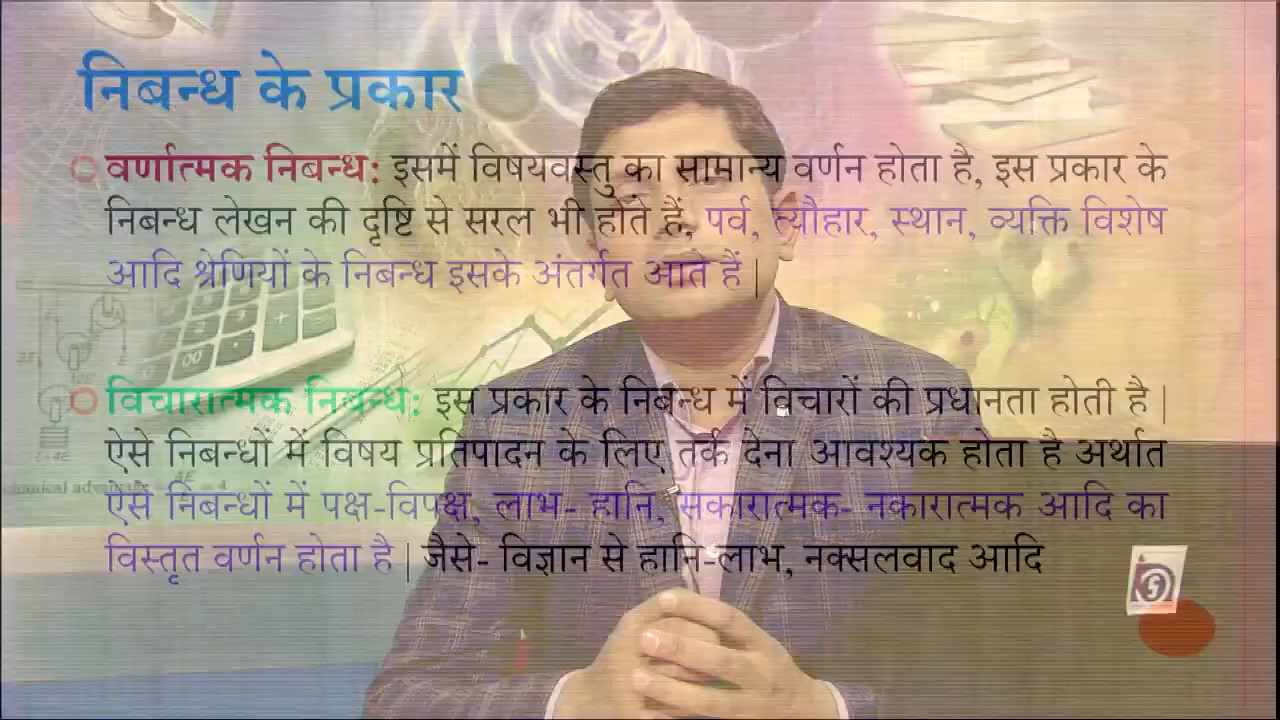 निबन्ध के प्रकार
वर्णात्मक निबन्ध: इसमें विषयवस्तु का सामान्य वर्णन होता है, इस प्रकार के
निबन्ध लेखन की दृष्टि से सरल भी होते हैं, पर्व, त्यौहार, स्थान, व्यक्ति विशेष
आदि श्रेणियों के निबन्ध इसके अंतर्गत आते हैं |
विचारात्मक निबन्ध: इस प्रकार के निबन्ध में विचारों की प्रधानता होती है |
ऐसे निबन्धों में विषय प्रतिपादन के लिए तर्क देना आवश्यक होता है अर्थात
ऐसे निबन्धों में पक्ष-विपक्ष, लाभ- हानि, सकारात्मक- नकारात्मक आदि का
विस्तृत वर्णन होता है | जैसे- विज्ञान से हानि-लाभ, नक्सलवाद आदि